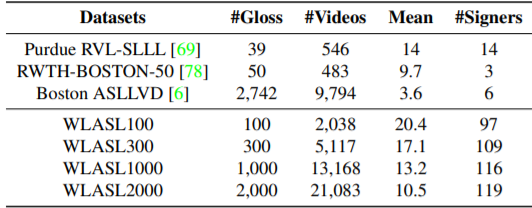 Datasets #Gloss #Videos Mean #Signers
Purdue RVL-SLLL [69] 39 546 14 14
RWTH-BOSTON-50 [78] 50 483 9.7 3
Boston ASLLVD [6] 2,742 9,794 3.6 6
WLASL100 100 2,038 20.4 97
WLASL300 300 5,117 17.1 109
WLASL1000 1,000 13,168 13.2 116
WLASL2000 2,000 21,083 10.5 119